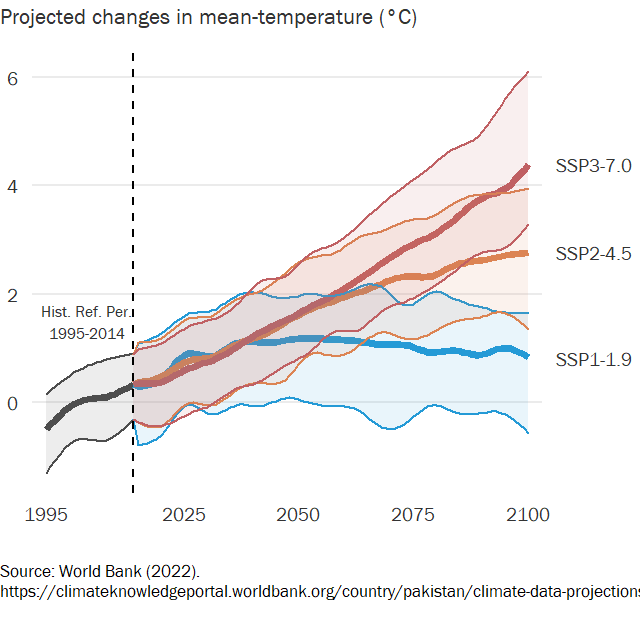 Projected changes in mean-temperature (°C)
6
4
2
0
Hist. Ref. Per.
1995-2014
SSP3-7.0
SSP2-4.5
SSP1-1.9
1995 2025 2050 2075 2100
Source: World Bank (2022).
https://climateknowledgeportal.worldbank.org/country/pakistan/climate-data-projections